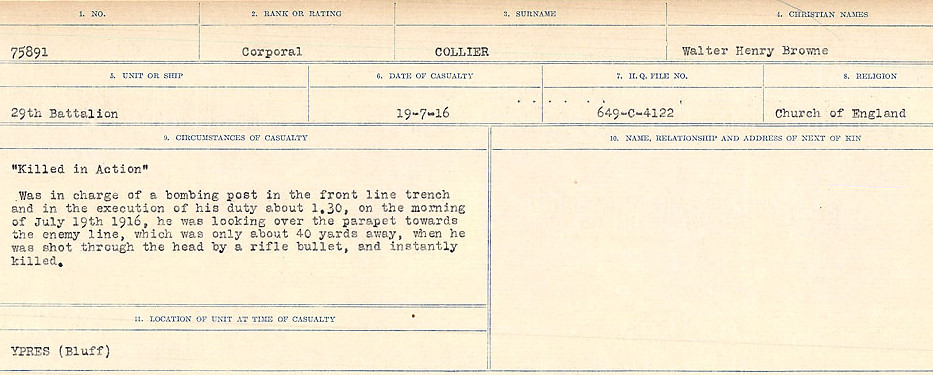 1. NO. 2. RANK OR RATING 3. SURNAME 4. CHRISTIAN NAMES
75891 Corporal COLLIER Walter Henry Browne
5. UNIT OR SHIP 6. DATE OF CASUALTY 7. H.Q. FILE NO. 8. RELIGION
29th Battalion 19-7-16 649-C-4122 Church of England
9. CIRCUMSTANCES OF CASUALTY 10. NAME, RELATIONSHIP AND ADDRESS OF NEXT OF KIN
"Killed in Action"
Was in charge of a bombing post in the front line trench
and in the execution of his duty about 1.30, on the morning
of July 19th 1916, he was looking over the parapet towards
the enemy line, which was only about 40 yards away, when he
was shot through the head by a rifle bullet, and instantly
killed.
11. LOCATION OF UNIT AT TIME OF CASUALTY
YPRES (Bluff)